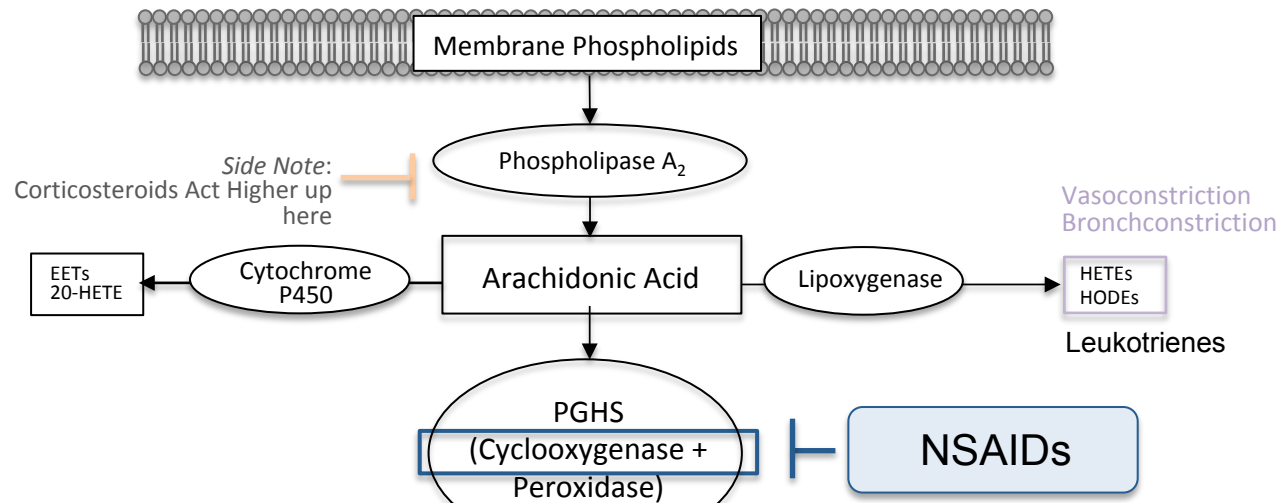 Membrane Phospholipids
Phospholipase A₂
Side Note:
Corticosteroids Act Higher up
here
Vasoconstriction
Bronchconstriction
EETs
20-HETE
Cytochrome
P450
Arachidonic Acid
Lipoxygenase
HETEs
HODEs
Leukotrienes
PGHS
(Cyclooxygenase +
Peroxidase)
NSAIDs